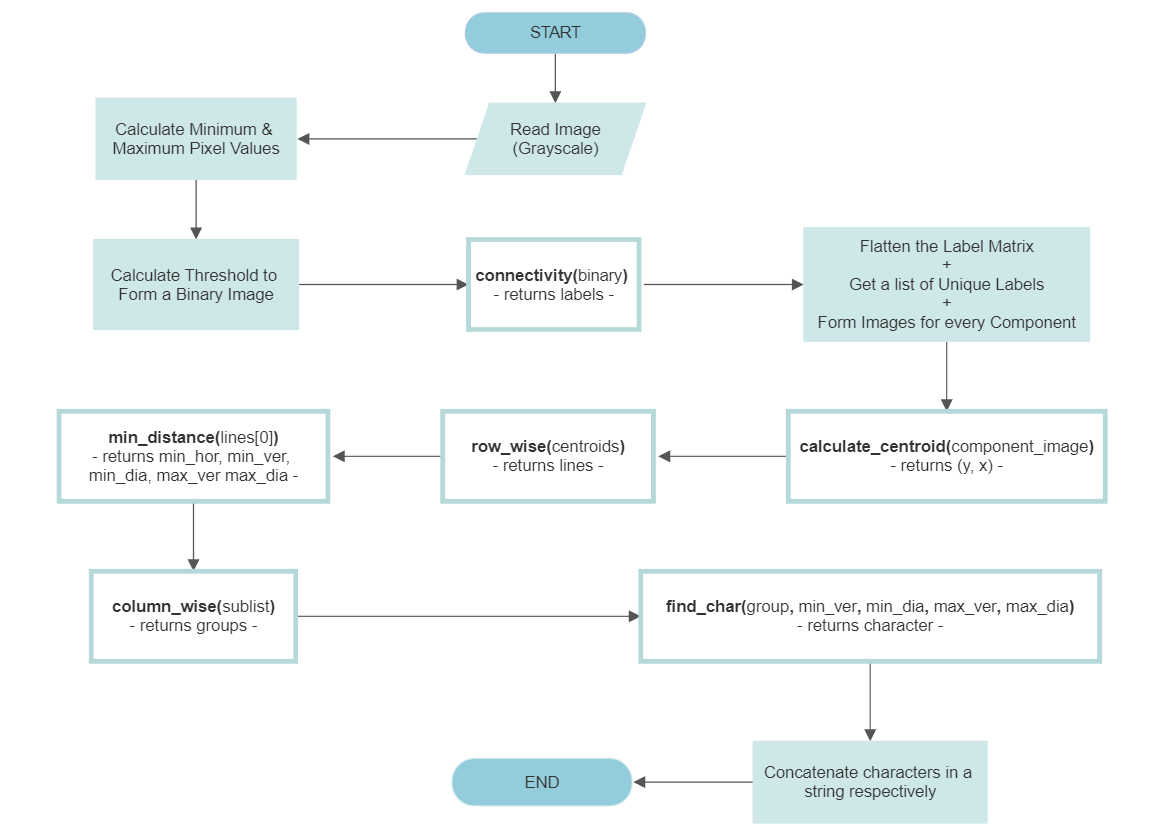 START
Read Image
(Grayscale)
Calculate Minimum &
Maximum Pixel Values
Calculate Threshold to
Form a Binary Image
connectivity(binary)
- returns labels -
Flatten the Label Matrix
+
Get a list of Unique Labels
+
Form Images for every Component
calculate_centroid(component_image)
- returns (y, x) -
row_wise(centroids)
- returns lines -
min_distance(lines[0])
- returns min_hor, min_ver,
min_dia, max_ver max_dia -
column_wise(sublist)
- returns groups -
find_char(group, min_ver, min_dia, max_ver, max_dia)
- returns character -
Concatenate characters in a
string respectively
END